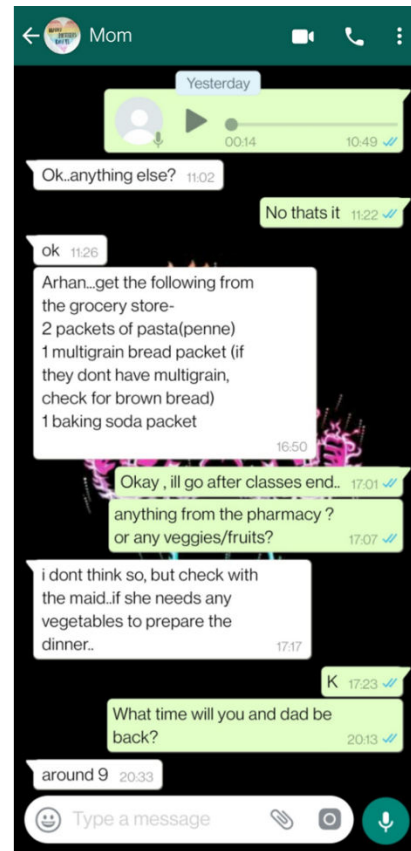 Mom
Yesterday
00:14 10:49
Ok..anything else? 11:02
No thats it 11:22
ok 11:26
Arhan...get the following from
the grocery store-
2 packets of pasta(penne)
1 multigrain bread packet (if
they dont have multigrain,
check for brown bread)
1 baking soda packet
16:50
Okay , ill go after classes end.. 17:01
anything from the pharmacy ?
or any veggies/fruits? 17:07
i dont think so, but check with
the maid..if she needs any
vegetables to prepare the
dinner.. 17:17
K 17:23
What time will you and dad be
back? 20:13
around 9 20:33
Type a message